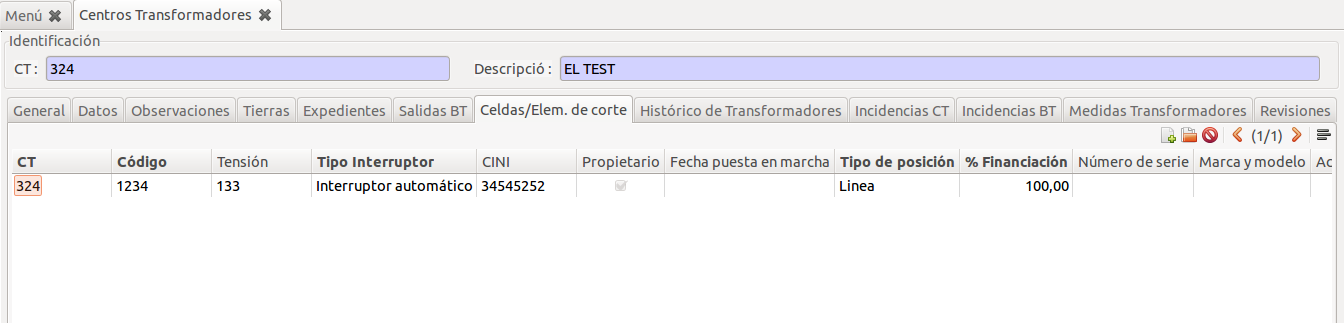 Menú Centros Transformadores
Identificación
CT : 324 Descripció : EL TEST
General Datos Observaciones Tierras Expedientes Salidas BT Celdas/Elem. de corte Histórico de Transformadores Incidencias CT Incidencias BT Medidas Transformadores Revisiones
(1/1)
CT Código Tensión Tipo Interruptor CINI Propietario Fecha puesta en marcha Tipo de posición % Financiación Número de serie Marca y modelo Ac
324 1234 133 Interruptor automático 34545252 Linea 100,00